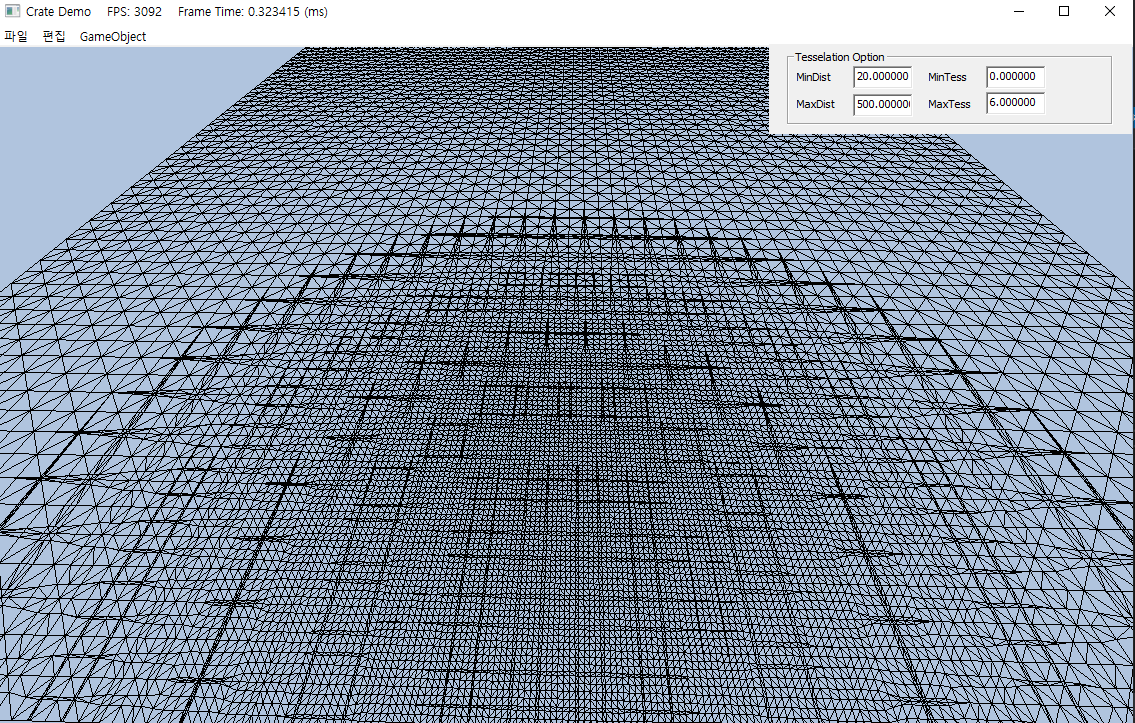 Crate Demo FPS: 3092 Frame Time: 0.323415 (ms)
파일 편집 GameObject
Tesselation Option
MinDist 20.000000 MinTess 0.000000
MaxDist 500.00000 MaxTess 6.000000